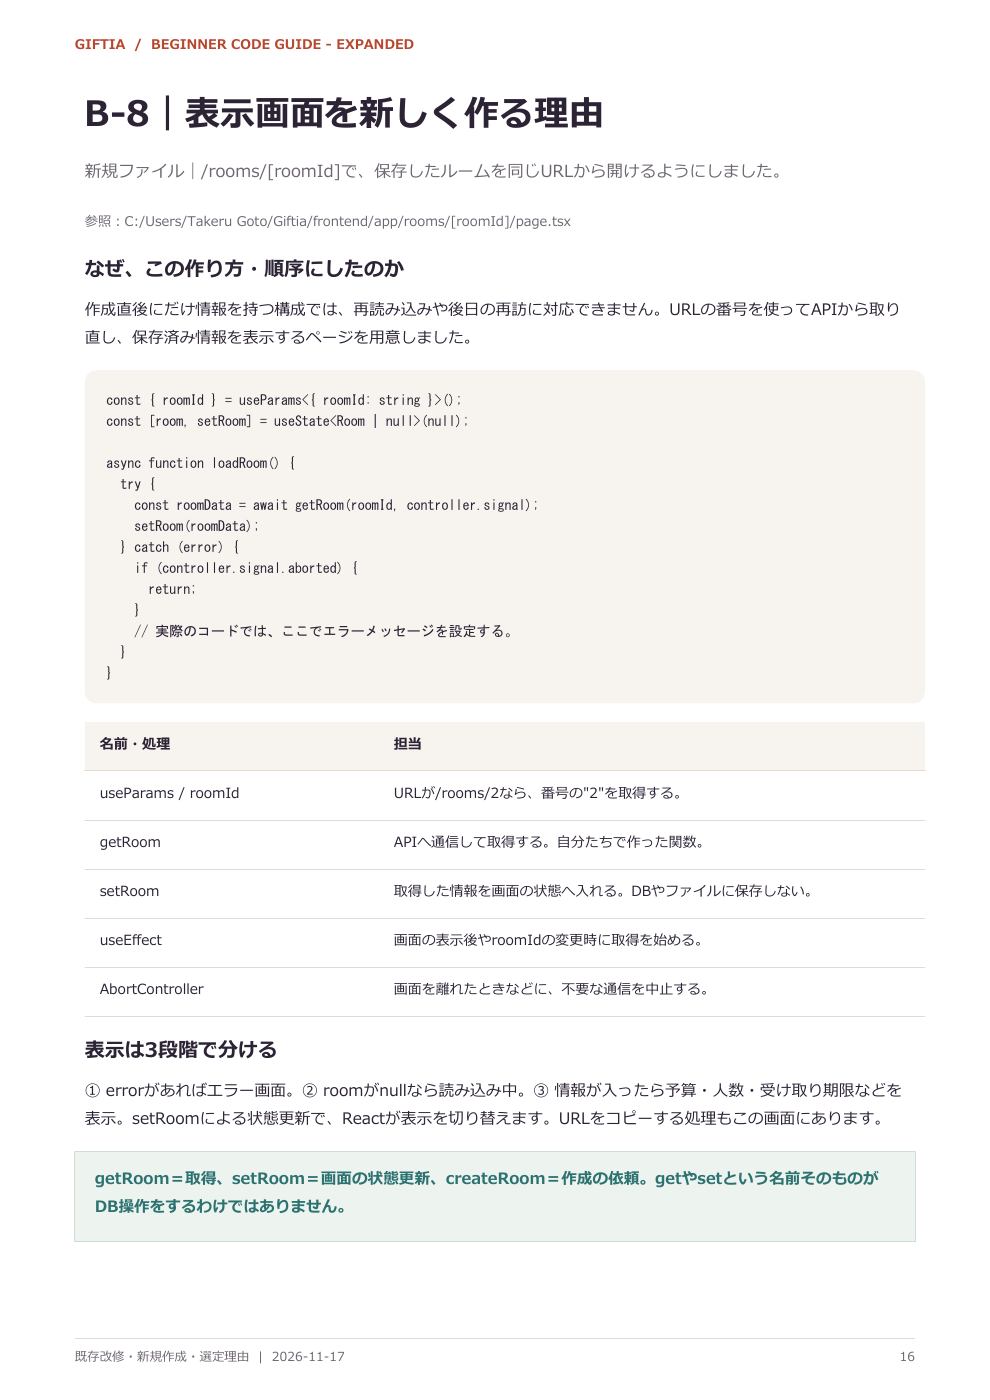 GIFTIA / BEGINNER CODE GUIDE - EXPANDED
B-8｜表示画面を新しく作る理由
新規ファイル｜/rooms/[roomId]で、保存したルームを同じURLから開けるようにしました。
参照：C:/Users/Takeru Goto/Giftia/frontend/app/rooms/[roomId]/page.tsx
なぜ、この作り方・順序にしたのか
作成直後にだけ情報を持つ構成では、再読み込みや後日の再訪に対応できません。URLの番号を使ってAPIから取り
直し、保存済み情報を表示するページを用意しました。
const { roomId } = useParams<{ roomId: string }>();
const [room, setRoom] = useState<Room | null>(null);
async function loadRoom() {
  try {
    const roomData = await getRoom(roomId, controller.signal);
    setRoom(roomData);
  } catch (error) {
    if (controller.signal.aborted) {
      return;
    }
    // 実際のコードでは、ここでエラーメッセージを設定する。
  }
}
名前・処理 担当
useParams / roomId URLが/rooms/2なら、番号の"2"を取得する。
getRoom APIへ通信して取得する。自分たちで作った関数。
setRoom 取得した情報を画面の状態へ入れる。DBやファイルに保存しない。
useEffect 画面の表示後やroomIdの変更時に取得を始める。
AbortController 画面を離れたときなどに、不要な通信を中止する。
表示は3段階で分ける
① errorがあればエラー画面。② roomがnullなら読み込み中。③ 情報が入ったら予算・人数・受け取り期限などを
表示。setRoomによる状態更新で、Reactが表示を切り替えます。URLをコピーする処理もこの画面にあります。
getRoom＝取得、setRoom＝画面の状態更新、createRoom＝作成の依頼。getやsetという名前そのものが
DB操作をするわけではありません。
既存改修・新規作成・選定理由 | 2026-11-17 16